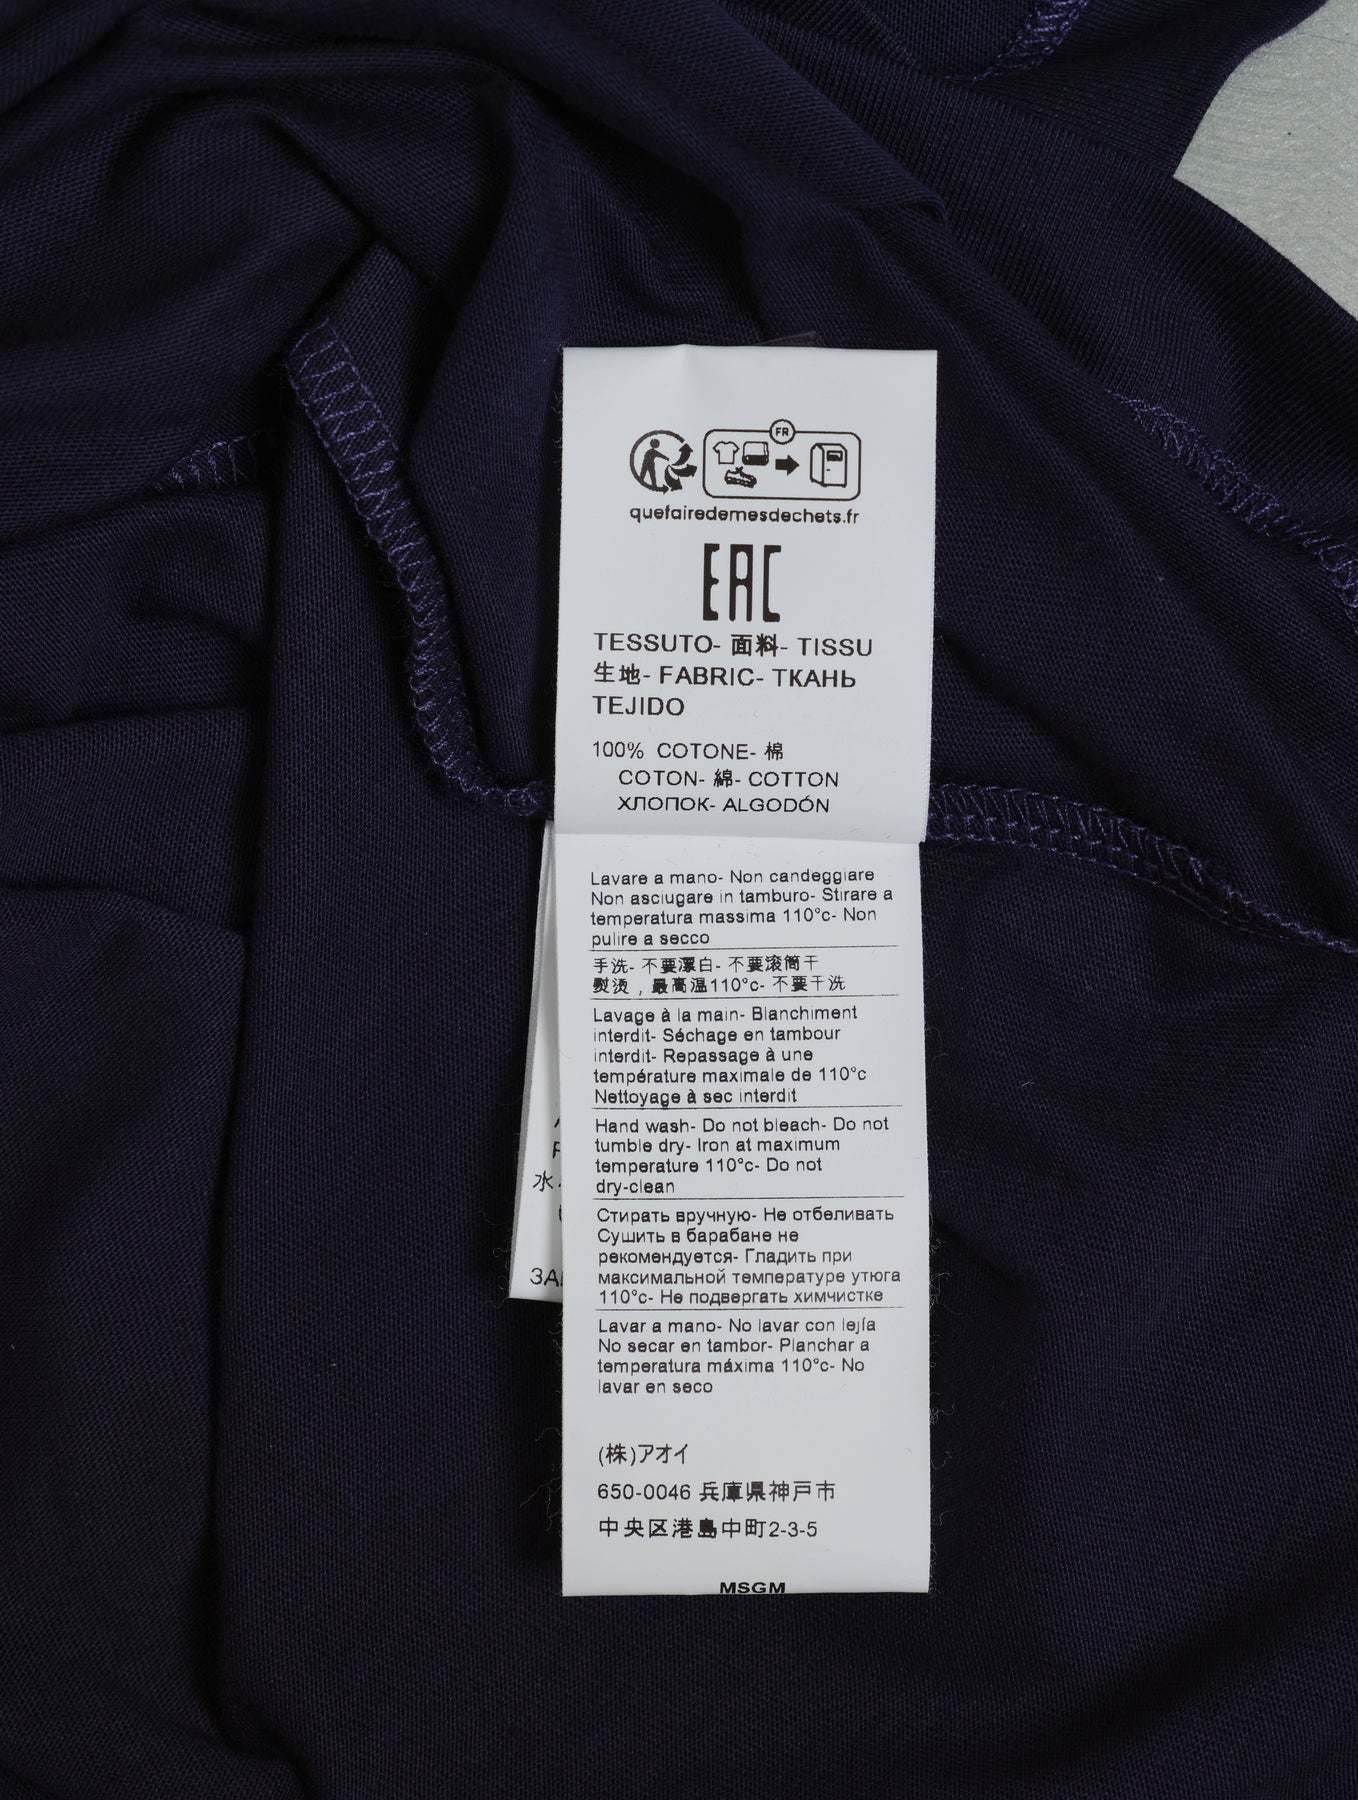 FR
quefairedemesdechets.fr
EAC
TESSUTO- 面料- TISSU
生地- FABRIC- ТКАНЬ
TEJIDO
100% COTONE- 棉
COTON- 綿- COTTON
ХЛОПОК- ALGODÓN
Lavare a mano- Non candeggiare
Non asciugare in tamburo- Stirare a
temperatura massima 110°c- Non
pulire a secco
手洗- 不要漂白- 不要滚筒干
熨烫，最高温110°c- 不要干洗
Lavage à la main- Blanchiment
interdit- Séchage en tambour
interdit- Repassage à une
température maximale de 110°c
Nettoyage à sec interdit
Hand wash- Do not bleach- Do not
tumble dry- Iron at maximum
temperature 110°c- Do not
dry-clean
Стирать вручную- Не отбеливать
Сушить в барабане не
рекомендуется- Гладить при
максимальной температуре утюга
110°c- Не подвергать химчистке
Lavar a mano- No lavar con lejía
No secar en tambor- Planchar a
temperatura máxima 110°c- No
lavar en seco
(株)アオイ
650-0046 兵庫県神戸市
中央区港島中町2-3-5
MSGM
水